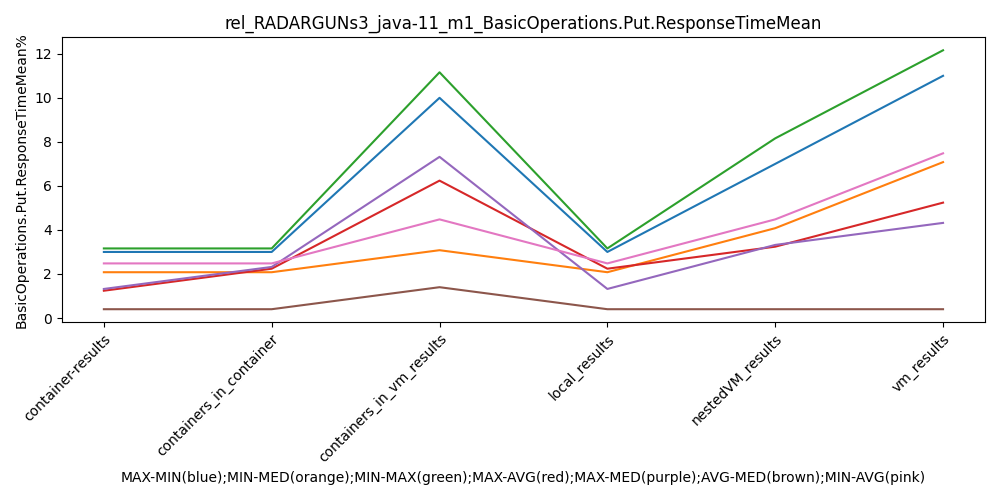 rel_RADARGUNs3_java-11_m1_BasicOperations.Put.ResponseTimeMean
BasicOperations.Put.ResponseTimeMean%
12
10
8
6
4
2
0
container-results
containers_in_container
containers_in_vm_results
local_results
nestedVM_results
vm_results
MAX-MIN(blue);MIN-MED(orange);MIN-MAX(green);MAX-AVG(red);MAX-MED(purple);AVG-MED(brown);MIN-AVG(pink)